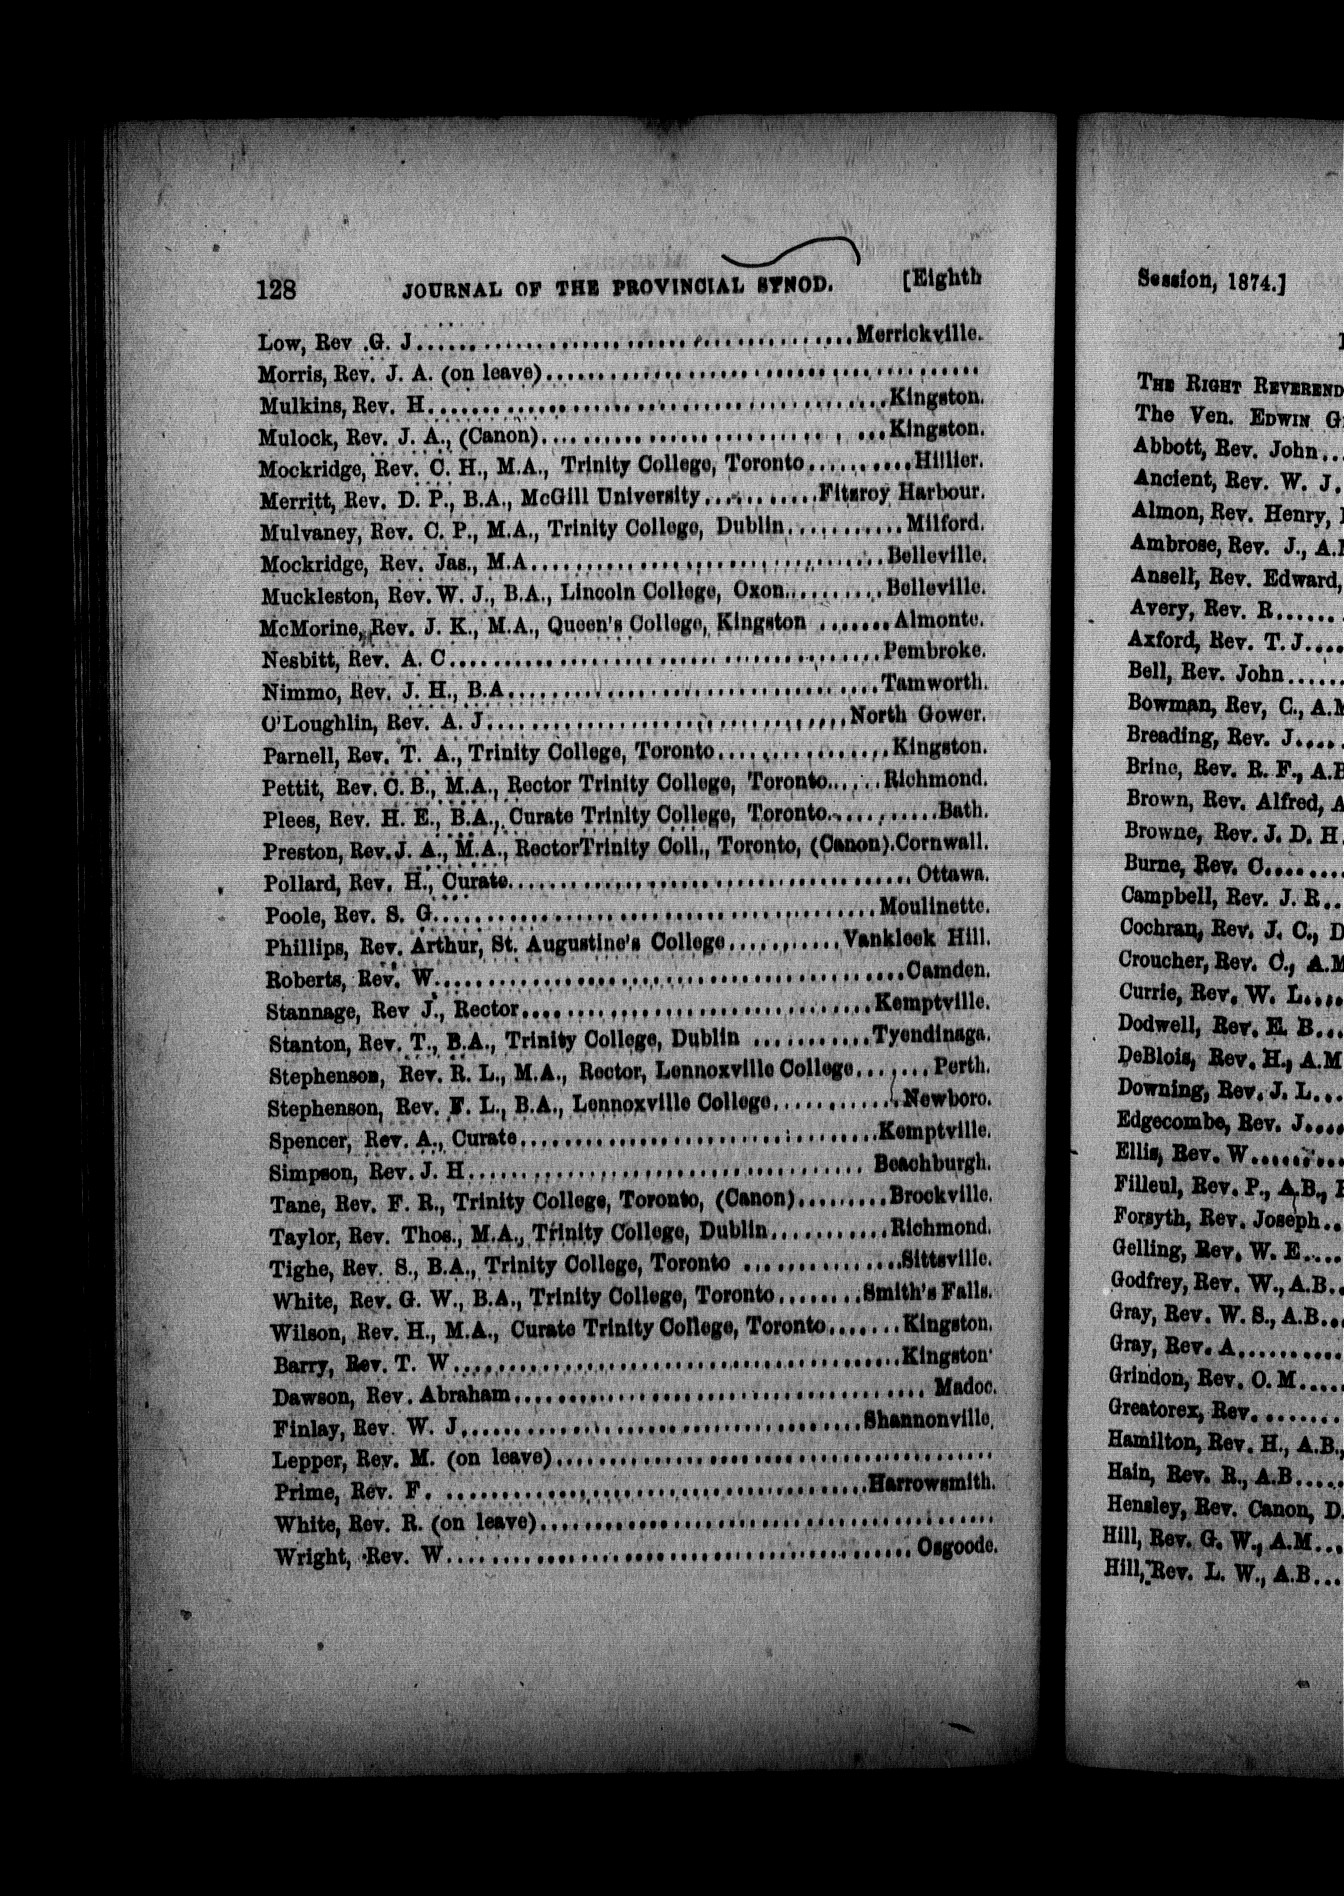 128 JOURNAL OF THE PROVINCIAL SYNOD. [Eighth
Low, Rev .G. J........Merrickville.
Morris, Rev. J. A. (on leave)........
Mulkins, Rev. H........Kingston.
Mulock, Rev. J. A., (Canon)........Kingston.
Mockridge, Rev. C. H., M.A., Trinity College, Toronto........Hillier.
Merritt, Rev. D. P., B.A., McGill University........Fitzroy Harbour.
Mulvaney, Rev. C. P., M.A., Trinity College, Dublin........Milford.
Mockridge, Rev. Jas., M.A........Belleville.
Muckleston, Rev. W. J., B.A., Lincoln College, Oxon........Belleville.
McMorine, Rev. J. K., M.A., Queen's College, Kingston .......Almonte.
Nesbitt, Rev. A. C........Pembroke.
Nimmo, Rev. J. H., B.A........Tamworth.
O'Loughlin, Rev. A. J........North Gower.
Parnell, Rev. T. A., Trinity College, Toronto........Kingston.
Pettit, Rev. C. B., M.A., Rector Trinity College, Toronto......Richmond.
Plees, Rev. H. E., B.A., Curate Trinity College, Toronto........Bath.
Preston, Rev. J. A., M.A., RectorTrinity Coll., Toronto, (Canon).Cornwall.
Pollard, Rev. H., Curate........Ottawa.
Poole, Rev. S. G........Moulinette.
Phillips, Rev. Arthur, St. Augustine's College........Vankleek Hill.
Roberts, Rev. W........Camden.
Stannage, Rev J., Rector........Kemptville.
Stanton, Rev. T., B.A., Trinity College, Dublin ........Tyendinaga.
Stephenson, Rev. R. L., M.A., Rector, Lennoxville College.......Perth.
Stephenson, Rev. F. L., B.A., Lennoxville College........Newboro.
Spencer, Rev. A., Curate........Kemptville.
Simpson, Rev. J. H........Beachburgh.
Tane, Rev. F. R., Trinity College, Toronto, (Canon)........Brockville.
Taylor, Rev. Thos., M.A., Trinity College, Dublin........Richmond.
Tighe, Rev. S., B.A., Trinity College, Toronto ........Sittsville.
White, Rev. G. W., B.A., Trinity College, Toronto........Smith's Falls.
Wilson, Rev. H., M.A., Curate Trinity College, Toronto.......Kingston.
Barry, Rev. T. W........Kingston'
Dawson, Rev. Abraham........Madoc.
Finlay, Rev. W. J........Shannonville,
Lepper, Rev. M. (on leave)........
Prime, Rev. F. ........Harrowsmith.
White, Rev. R. (on leave)........
Wright, Rev. W........Osgoode.
Session, 1874.]
THE RIGHT REVEREND
The Ven. EDWIN G
Abbott, Rev. John..
Ancient, Rev. W. J.
Almon, Rev. Henry,
Ambrose, Rev. J., A.
Ansell, Rev. Edward,
Avery, Rev. R......
Axford, Rev. T. J....
Bell, Rev. John......
Bowman, Rev, C., A.M
Breading, Rev. J....
Brine, Rev. R. F., A.B
Brown, Rev. Alfred, A
Browne, Rev. J. D. H.
Burne, Rev. C........
Campbell, Rev. J. R..
Cochran, Rev. J. C., D
Croucher, Rev. C., A.M
Currie, Rev. W. L....
Dodwell, Rev. E. B...
DeBlois, Rev. H., A.M
Downing, Rev. J. L...
Edgecombe, Rev. J....
Ellis, Rev. W........
Filleul, Rev. P., A.B.,
Forsyth, Rev. Joseph..
Gelling, Rev. W. E....
Godfrey, Rev. W., A.B..
Gray, Rev. W. S., A.B...
Gray, Rev. A..........
Grindon, Rev. O. M....
Greatorex, Rev........
Hamilton, Rev. H., A.B.,
Hain, Rev. R., A.B.....
Hensley, Rev. Canon, D.
Hill, Rev. G. W., A.M...
Hill, Rev. L. W., A.B...